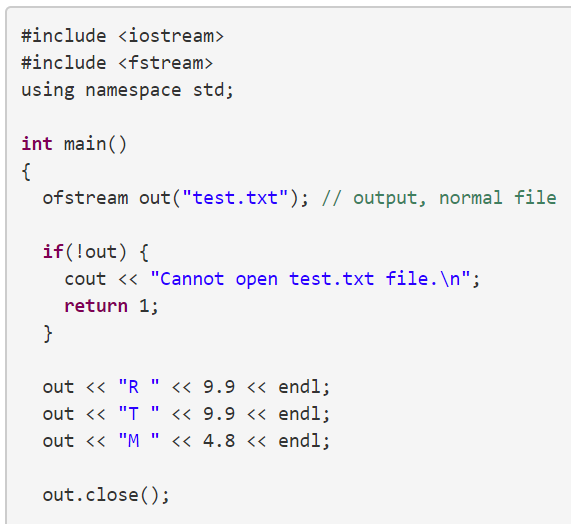 #include <iostream>
#include <fstream>
using namespace std;

int main()
{
  ofstream out("test.txt"); // output, normal file

  if(!out) {
    cout << "Cannot open test.txt file.\n";
    return 1;
  }

  out << "R " << 9.9 << endl;
  out << "T " << 9.9 << endl;
  out << "M " << 4.8 << endl;

  out.close();